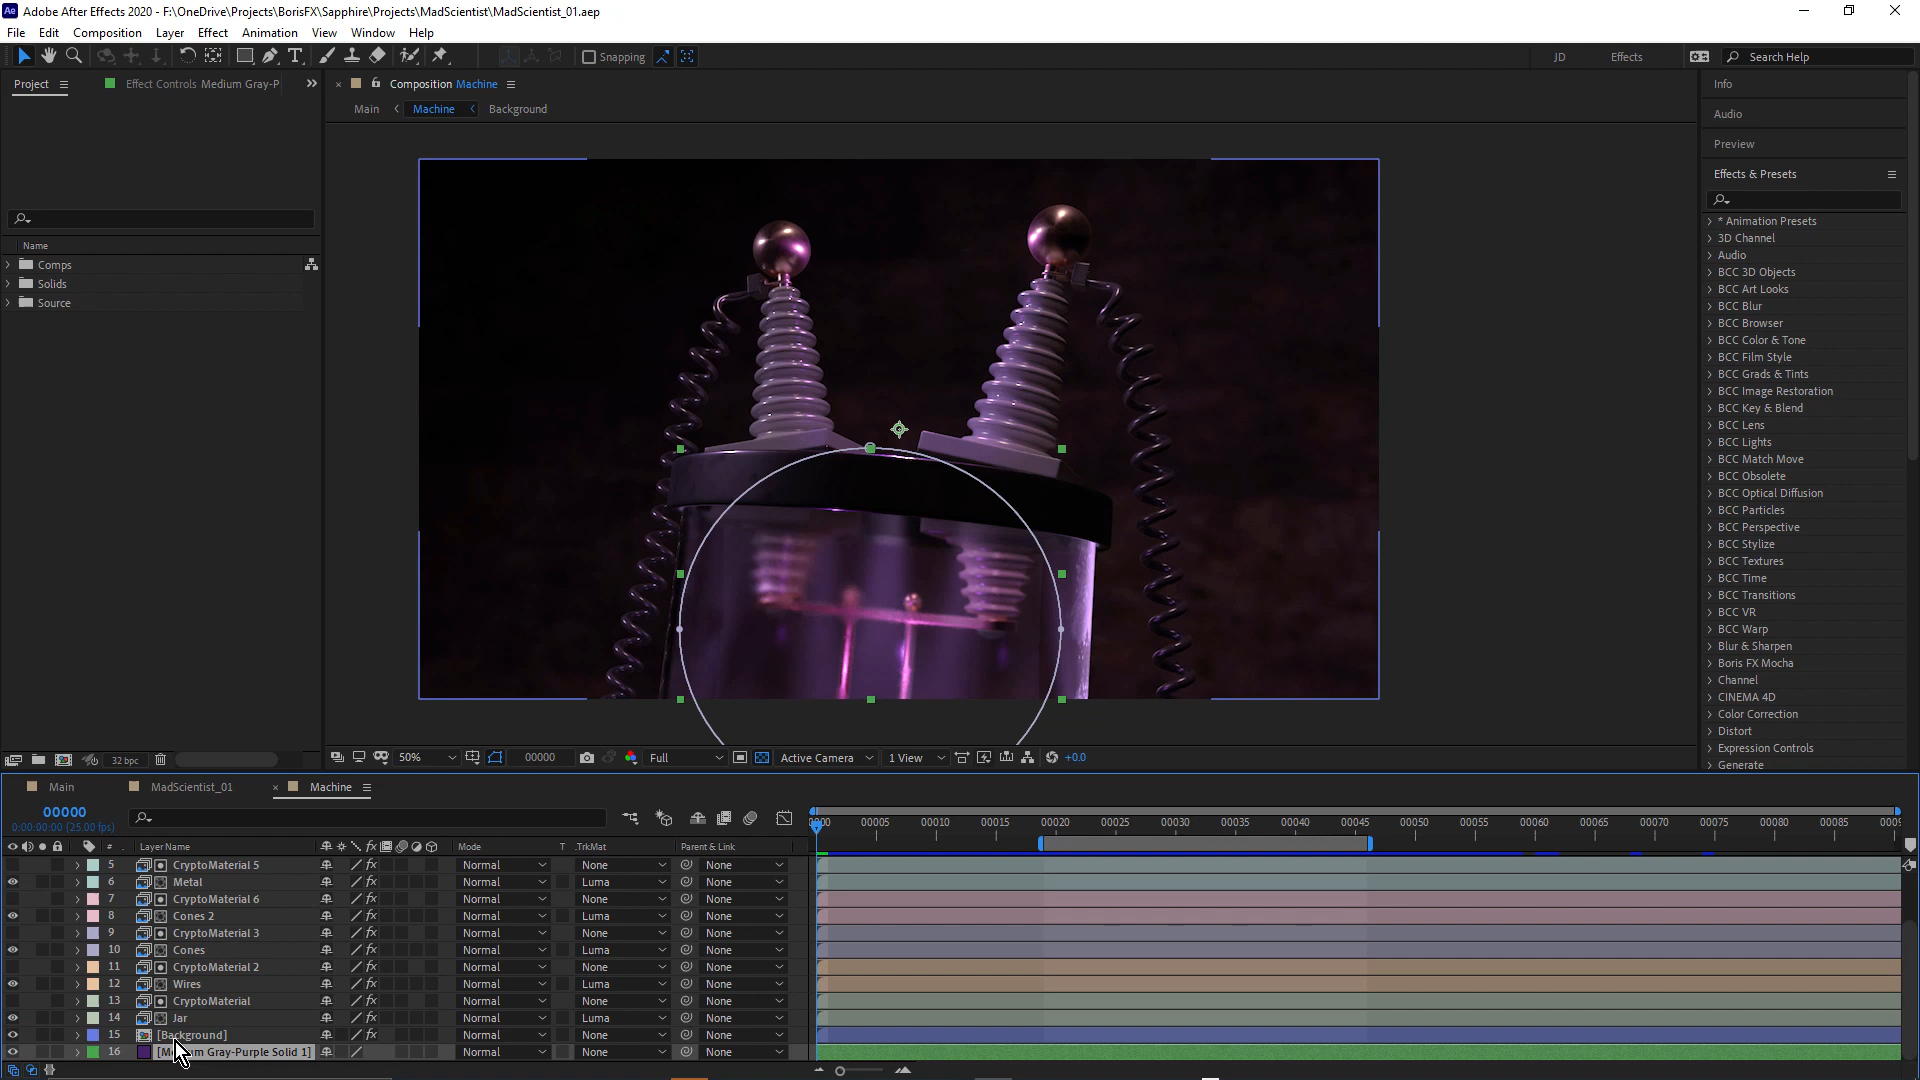 Adobe After Effects 2020 - F:\OneDrive\Projects\BorisFX\Sapphire\Projects\MadScientist\MadScientist_01.aep
File Edit Composition Layer Effect Animation View Window Help
Snapping JD Effects Search Help
Project Effect Controls Medium Gray-P Composition Machine Info
Main Machine Background
Audio
Preview
Effects & Presets
Name
Comps
Solids
Source
* Animation Presets
3D Channel
Audio
BCC 3D Objects
BCC Art Looks
BCC Blur
BCC Browser
BCC Color & Tone
BCC Film Style
BCC Grads & Tints
BCC Image Restoration
BCC Key & Blend
BCC Lens
BCC Lights
BCC Match Move
BCC Obsolete
BCC Optical Diffusion
BCC Particles
BCC Perspective
BCC Stylize
BCC Textures
BCC Time
BCC Transitions
BCC VR
BCC Warp
Blur & Sharpen
Boris FX Mocha
Channel
CINEMA 4D
Color Correction
Distort
Expression Controls
Generate
32 bpc 50% 00000 Full Active Camera 1 View +0.0
Main MadScientist_01 Machine
00000
0:00:00:00 (25.00 fps)
00005 00010 00015 00020 00025 00030 00035 00040 00045 00050 00055 00060 00065 00070 00075 00080 00085
# Layer Name Mode T .TrkMat Parent & Link
5 CryptoMaterial 5 Normal None None
6 Metal Normal Luma None
7 CryptoMaterial 6 Normal None None
8 Cones 2 Normal Luma None
9 CryptoMaterial 3 Normal None None
10 Cones Normal Luma None
11 CryptoMaterial 2 Normal None None
12 Wires Normal Luma None
13 CryptoMaterial Normal None None
14 Jar Normal Luma None
15 [Background] Normal None None
16 Gray-Purple Solid 1] Normal None None